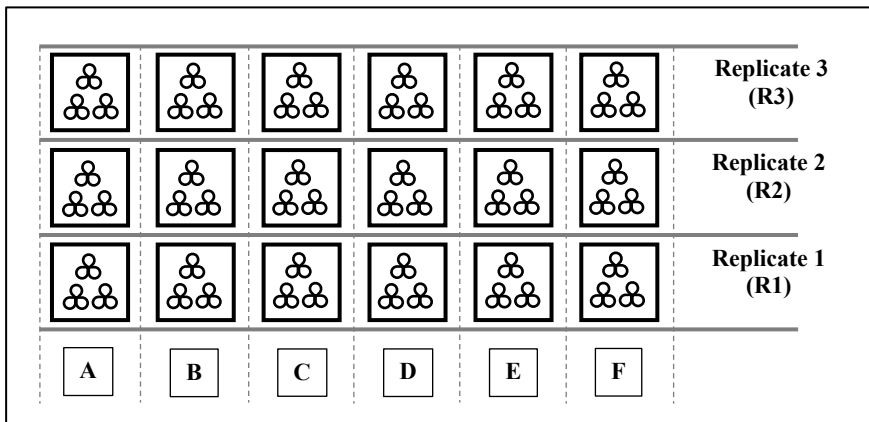 Replicate 3
(R3)
Replicate 2
(R2)
Replicate 1
(R1)
A B C D E F